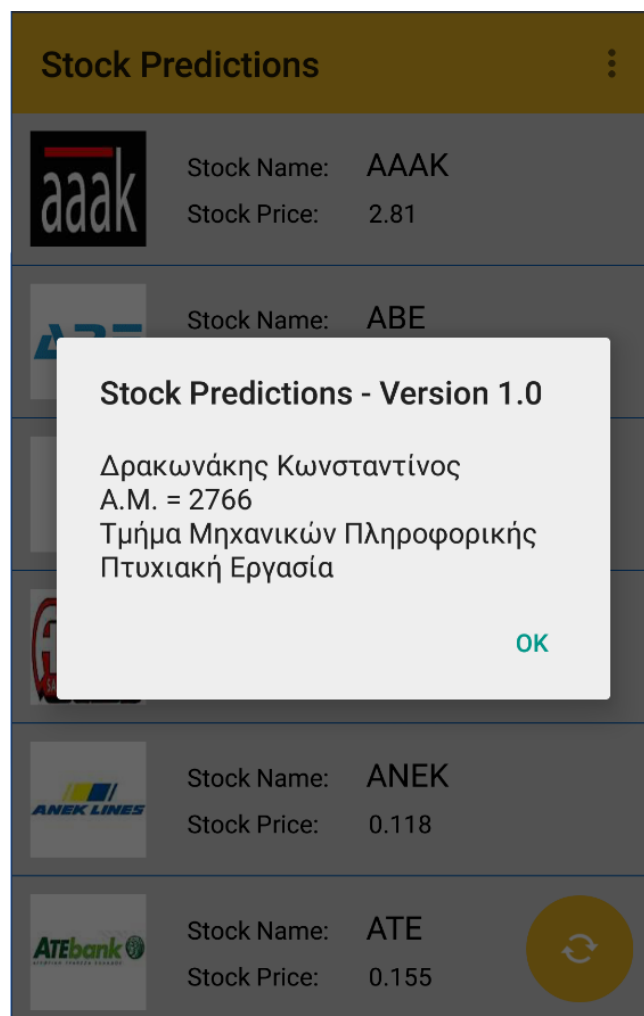 Stock Predictions
aaak
Stock Name: AAAK
Stock Price: 2.81
Stock Name: ABE
Stock Predictions - Version 1.0
Δρακωνάκης Κωνσταντίνος
Α.Μ. = 2766
Τμήμα Μηχανικών Πληροφορικής
Πτυχιακή Εργασία
OK
ANEK LINES
Stock Name: ANEK
Stock Price: 0.118
ATEbank
Stock Name: ATE
Stock Price: 0.155